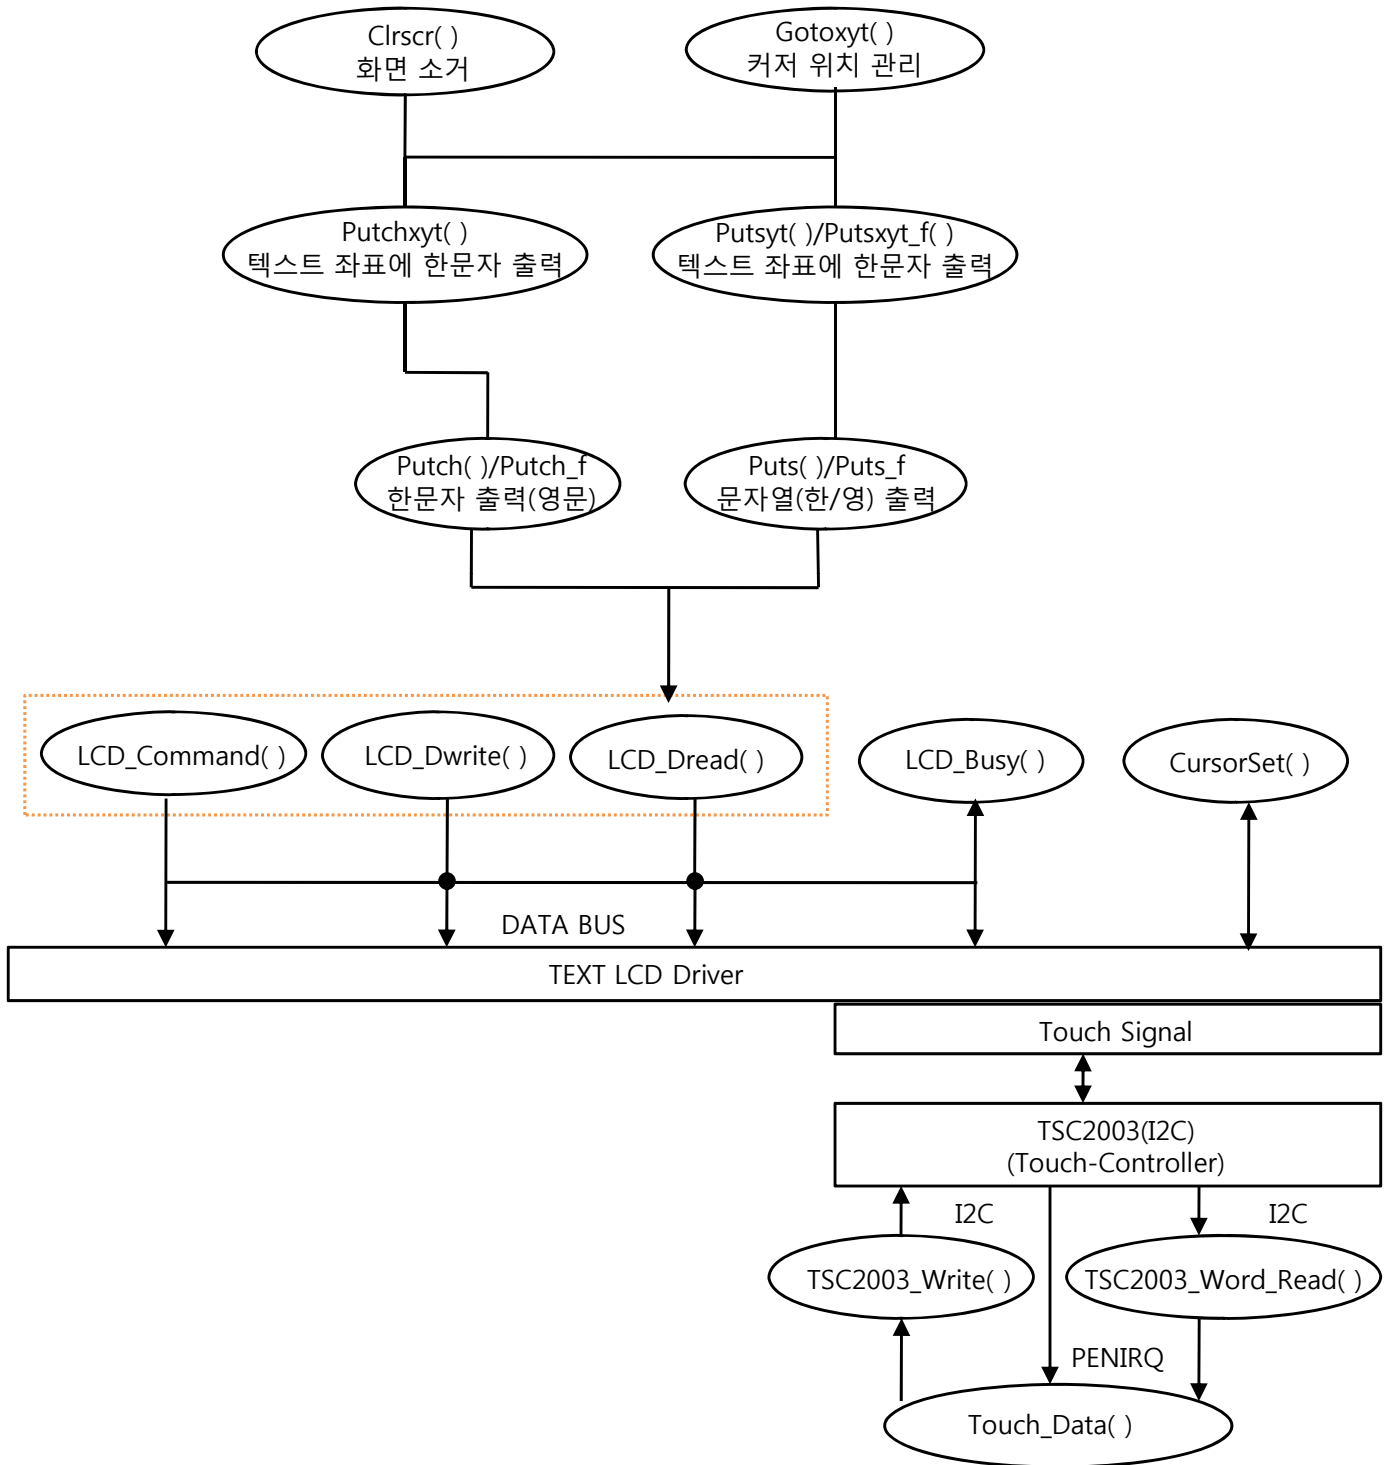 Clrscr( )
화면 소거
Gotoxyt( )
커저 위치 관리
Putchxyt( )
텍스트 좌표에 한문자 출력
Putsyt( )/Putsxyt_f( )
텍스트 좌표에 한문자 출력
Putch( )/Putch_f
한문자 출력(영문)
Puts( )/Puts_f
문자열(한/영) 출력
LCD_Command( )
LCD_Dwrite( )
LCD_Dread( )
LCD_Busy( )
CursorSet( )
DATA BUS
TEXT LCD Driver
Touch Signal
TSC2003(I2C)
(Touch-Controller)
I2C
I2C
TSC2003_Write( )
TSC2003_Word_Read( )
PENIRQ
Touch_Data( )